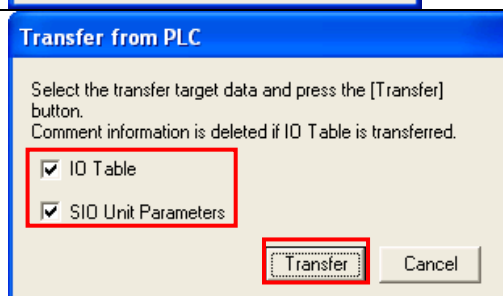 Transfer from PLC
Select the transfer target data and press the [Transfer]
button.
Comment information is deleted if IO Table is transferred.
IO Table
SIO Unit Parameters
Transfer Cancel